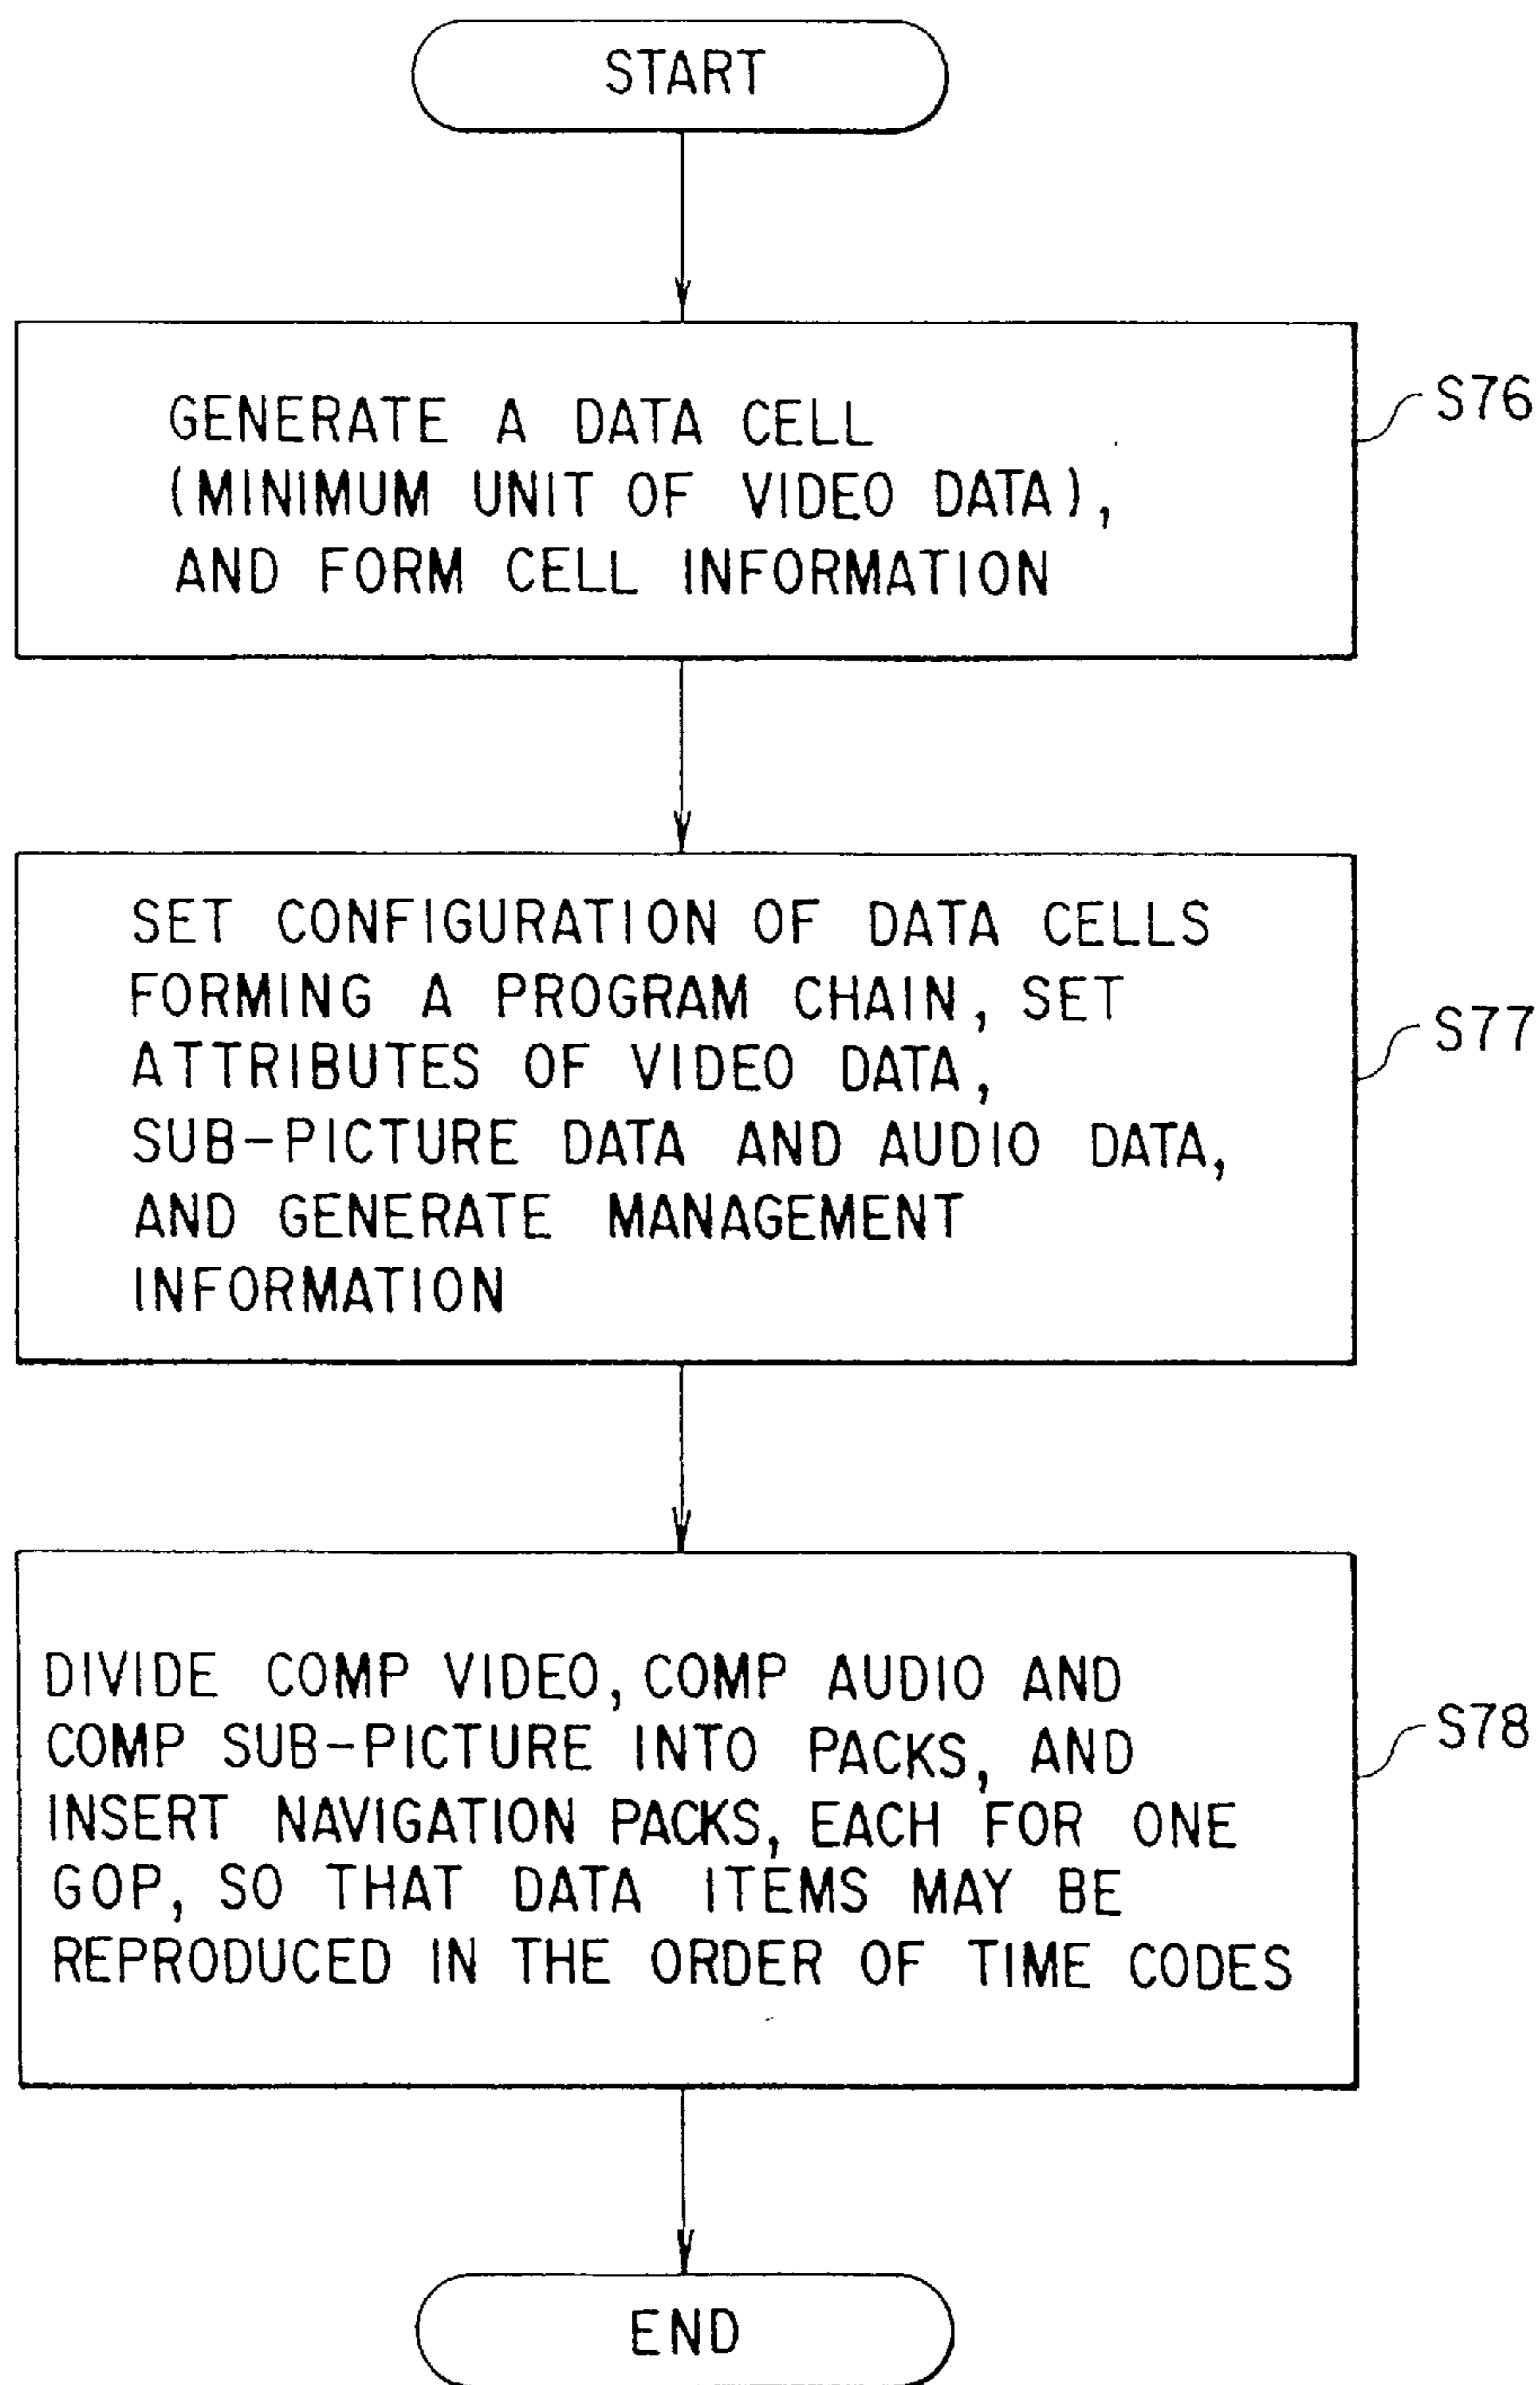 START
GENERATE A DATA CELL
(MINIMUM UNIT OF VIDEO DATA),
AND FORM CELL INFORMATION
S76
SET CONFIGURATION OF DATA CELLS
FORMING A PROGRAM CHAIN, SET
ATTRIBUTES OF VIDEO DATA,
SUB-PICTURE DATA AND AUDIO DATA,
AND GENERATE MANAGEMENT
INFORMATION
S77
DIVIDE COMP VIDEO, COMP AUDIO AND
COMP SUB-PICTURE INTO PACKS, AND
INSERT NAVIGATION PACKS, EACH FOR ONE
GOP, SO THAT DATA ITEMS MAY BE
REPRODUCED IN THE ORDER OF TIME CODES
S78
END